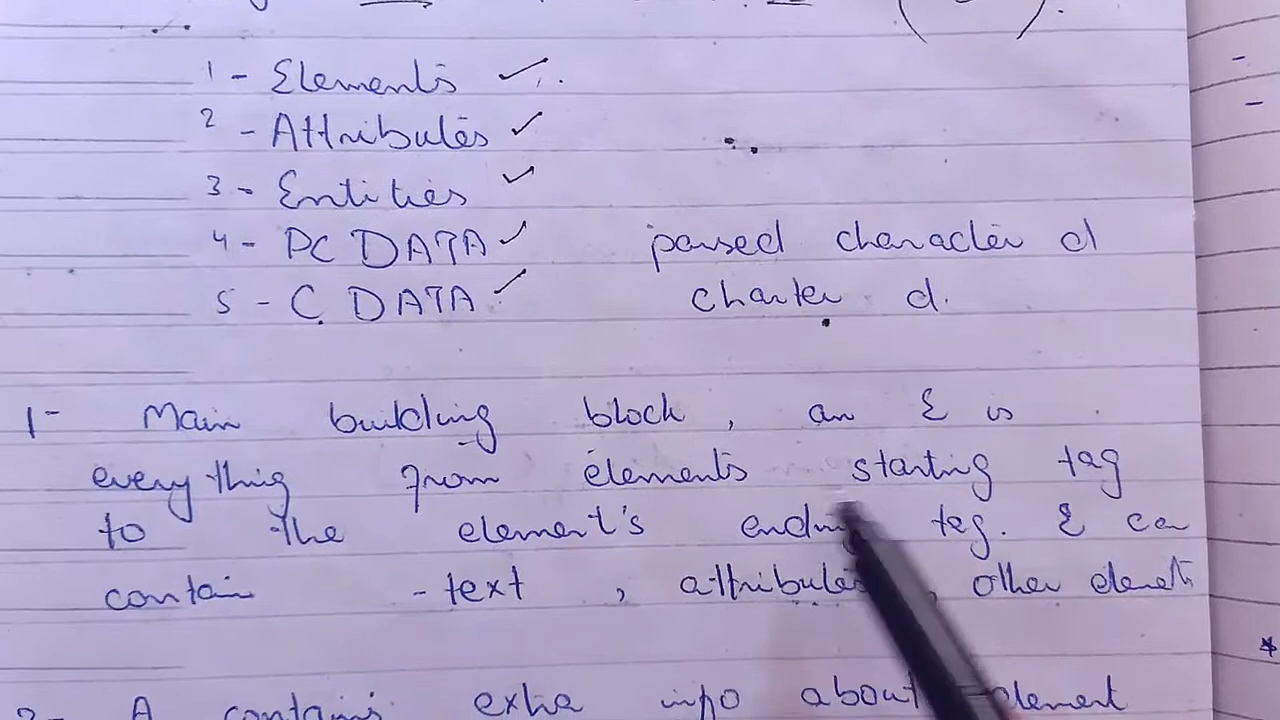 1 - Elements
2 - Attributes
3 - Entities
4 - PC DATA parsed character d
5 - C DATA charter d.
1- Main building block, an E is
everything from elements starting tag
to the element's ending tag. E can
contain - text, attributes, other elements
2- A contains extra info about element